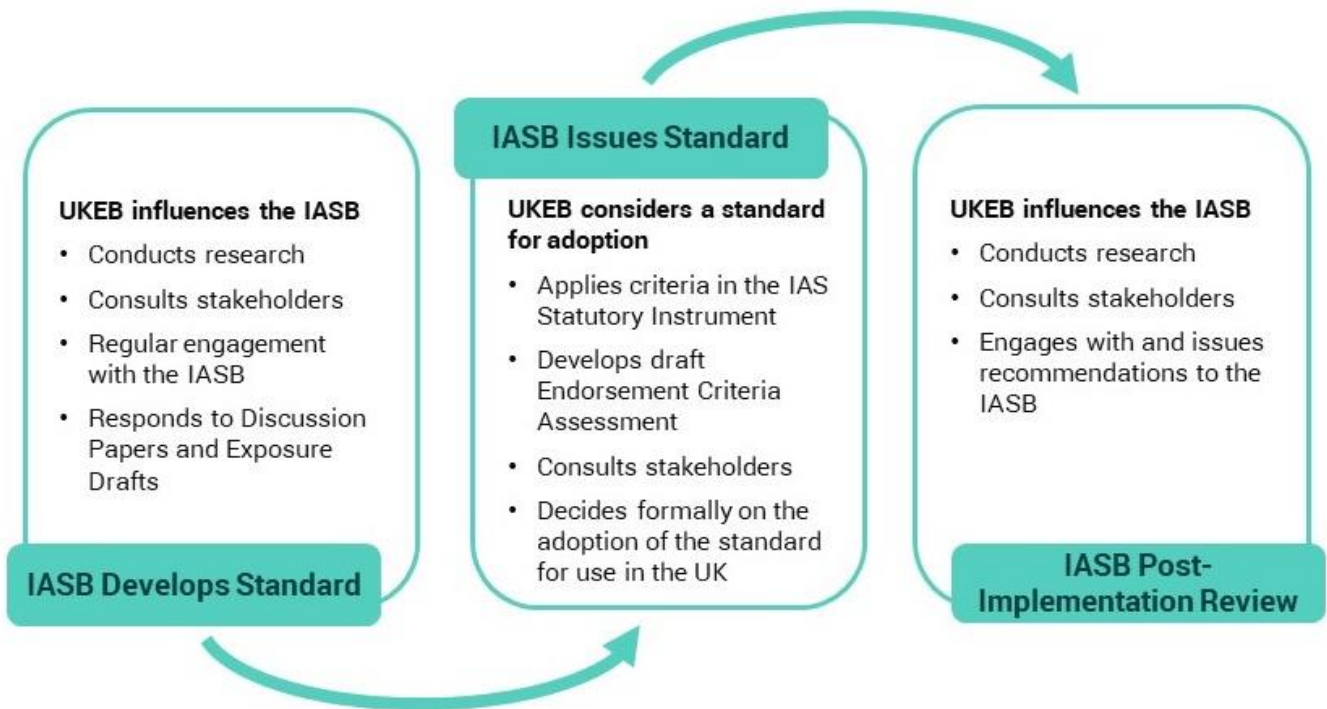 UKEB influences the IASB
• Conducts research
• Consults stakeholders
• Regular engagement
with the IASB
• Responds to Discussion
Papers and Exposure
Drafts
IASB Develops Standard
IASB Issues Standard
UKEB considers a standard
for adoption
• Applies criteria in the IAS
Statutory Instrument
• Develops draft
Endorsement Criteria
Assessment
• Consults stakeholders
• Decides formally on the
adoption of the standard
for use in the UK
UKEB influences the IASB
• Conducts research
• Consults stakeholders
• Engages with and issues
recommendations to the
IASB
IASB Post-
Implementation Review